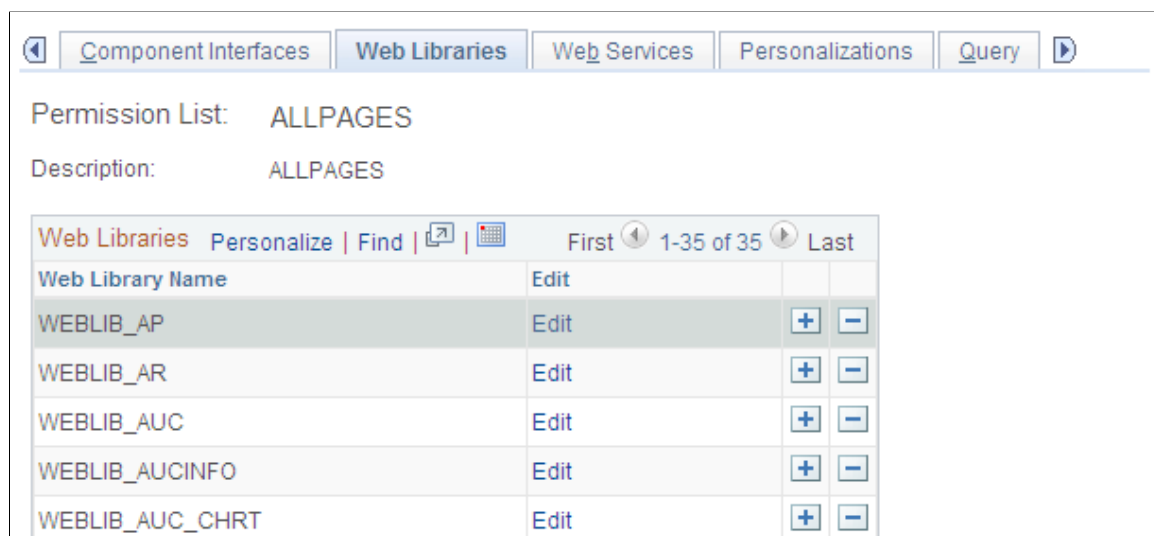 Component Interfaces Web Libraries Web Services Personalizations Query
Permission List: ALLPAGES
Description: ALLPAGES
Web Libraries Personalize | Find | | First 1-35 of 35 Last
Web Library Name Edit
WEBLIB_AP Edit
WEBLIB_AR Edit
WEBLIB_AUC Edit
WEBLIB_AUCINFO Edit
WEBLIB_AUC_CHRT Edit